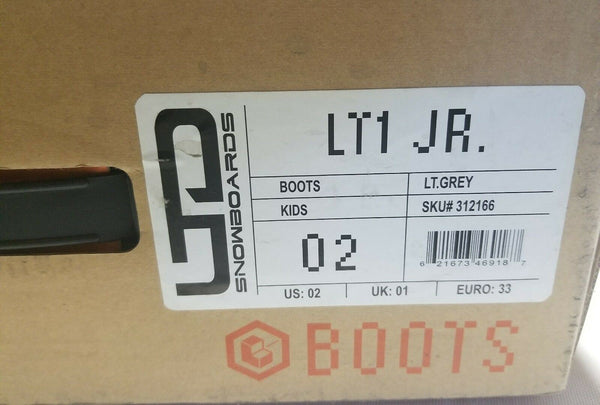 SNOWBOARDS
LT1 JR.
BOOTS
LT.GREY
KIDS
SKU# 312166
02
6 21673 46918 7
US: 02
UK: 01
EURO: 33
BOOTS